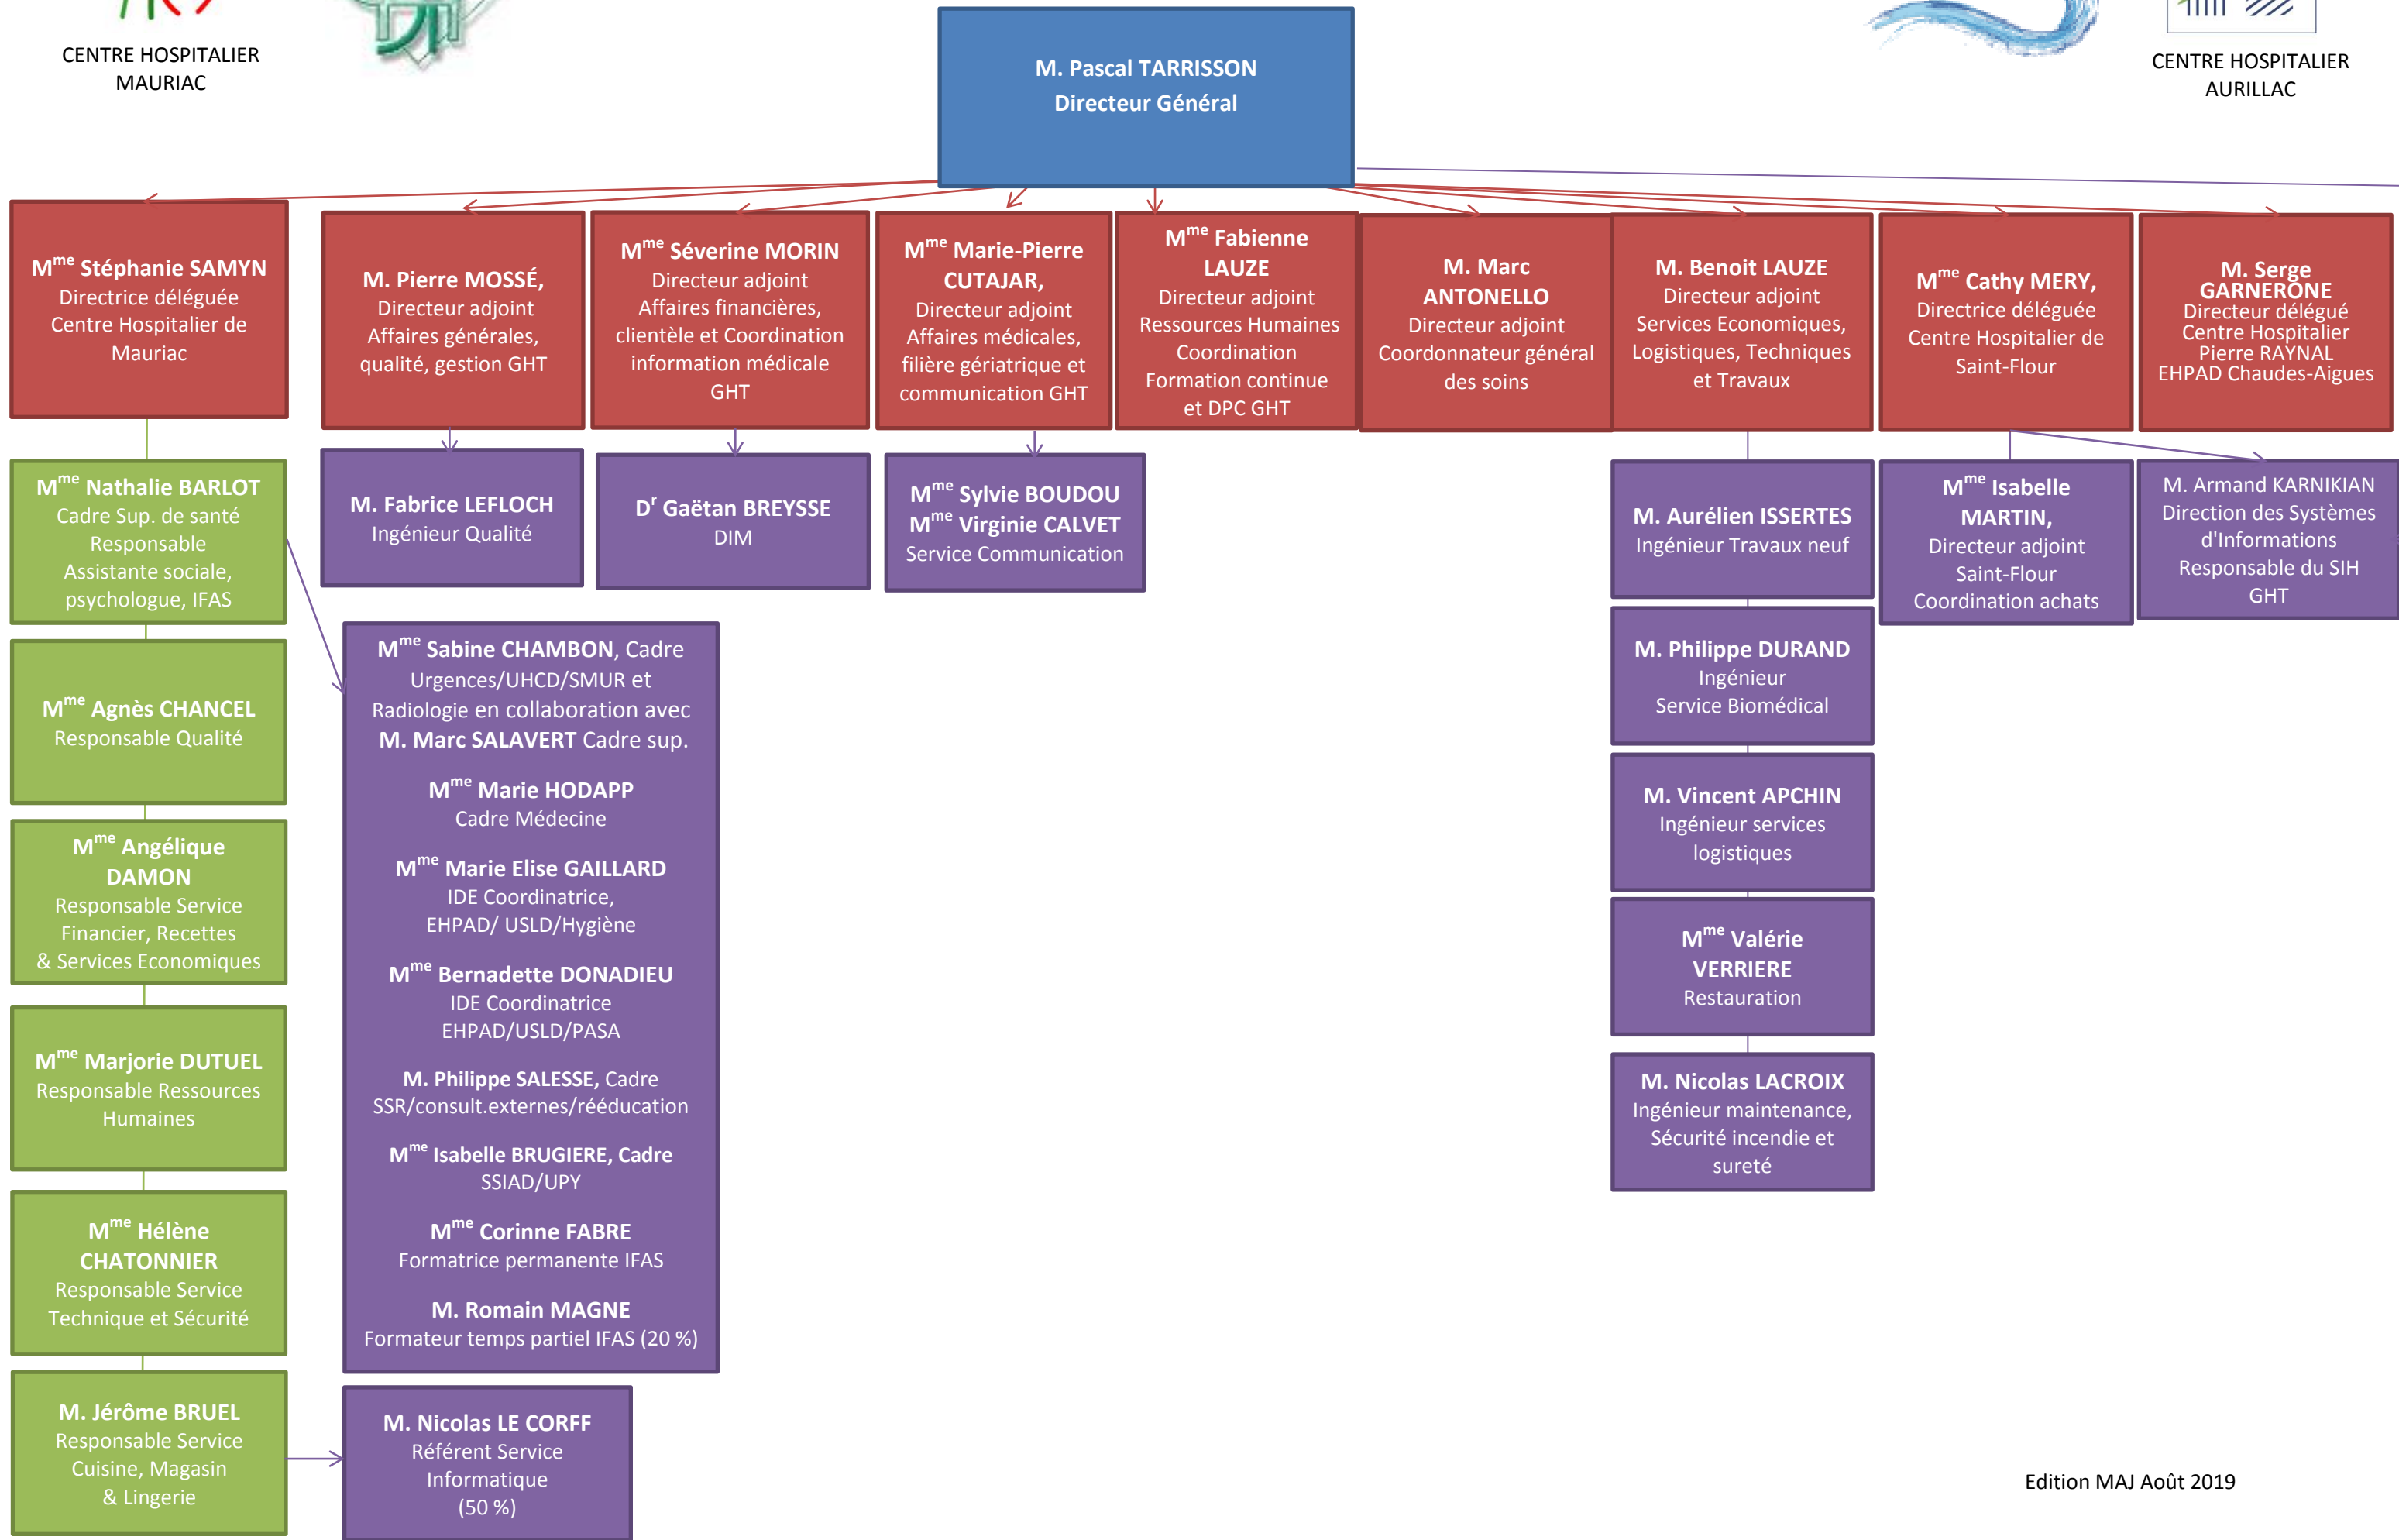 CENTRE HOSPITALIER
MAURIAC
CENTRE HOSPITALIER
AURILLAC
M. Pascal TARRISSON
Directeur Général
Mme Stéphanie SAMYN
Directrice déléguée
Centre Hospitalier de
Mauriac
M. Pierre MOSSÉ,
Directeur adjoint
Affaires générales,
qualité, gestion GHT
Mme Séverine MORIN
Directeur adjoint
Affaires financières,
clientèle et Coordination
information médicale
GHT
Mme Marie-Pierre
CUTAJAR,
Directeur adjoint
Affaires médicales,
filière gériatrique et
communication GHT
Mme Fabienne
LAUZE
Directeur adjoint
Ressources Humaines
Coordination
Formation continue
et DPC GHT
M. Marc
ANTONELLO
Directeur adjoint
Coordonnateur général
des soins
M. Benoit LAUZE
Directeur adjoint
Services Economiques,
Logistiques, Techniques
et Travaux
Mme Cathy MERY,
Directrice déléguée
Centre Hospitalier de
Saint-Flour
M. Serge
GARNERONE
Directeur délégué
Centre Hospitalier
Pierre RAYNAL
EHPAD Chaudes-Aigues
Mme Nathalie BARLOT
Cadre Sup. de santé
Responsable
Assistante sociale,
psychologue, IFAS
M. Fabrice LEFLOCH
Ingénieur Qualité
Dr Gaëtan BREYSSE
DIM
Mme Sylvie BOUDOU
Mme Virginie CALVET
Service Communication
M. Aurélien ISSERTES
Ingénieur Travaux neuf
Mme Isabelle
MARTIN,
Directeur adjoint
Saint-Flour
Coordination achats
M. Armand KARNIKIAN
Direction des Systèmes
d'Informations
Responsable du SIH
GHT
Mme Agnès CHANCEL
Responsable Qualité
Mme Angélique
DAMON
Responsable Service
Financier, Recettes
& Services Economiques
Mme Marjorie DUTUEL
Responsable Ressources
Humaines
Mme Hélène
CHATONNIER
Responsable Service
Technique et Sécurité
M. Jérôme BRUEL
Responsable Service
Cuisine, Magasin
& Lingerie
Mme Sabine CHAMBON, Cadre
Urgences/UHCD/SMUR et
Radiologie en collaboration avec
M. Marc SALAVERT Cadre sup.
Mme Marie HODAPP
Cadre Médecine
Mme Marie Elise GAILLARD
IDE Coordinatrice,
EHPAD/ USLD/Hygiène
Mme Bernadette DONADIEU
IDE Coordinatrice
EHPAD/USLD/PASA
M. Philippe SALESSE, Cadre
SSR/consult.externes/rééducation
Mme Isabelle BRUGIERE, Cadre
SSIAD/UPY
Mme Corinne FABRE
Formatrice permanente IFAS
M. Romain MAGNE
Formateur temps partiel IFAS (20 %)
M. Nicolas LE CORFF
Référent Service
Informatique
(50 %)
M. Philippe DURAND
Ingénieur
Service Biomédical
M. Vincent APCHIN
Ingénieur services
logistiques
Mme Valérie
VERRIERE
Restauration
M. Nicolas LACROIX
Ingénieur maintenance,
Sécurité incendie et
sureté
Edition MAJ Août 2019